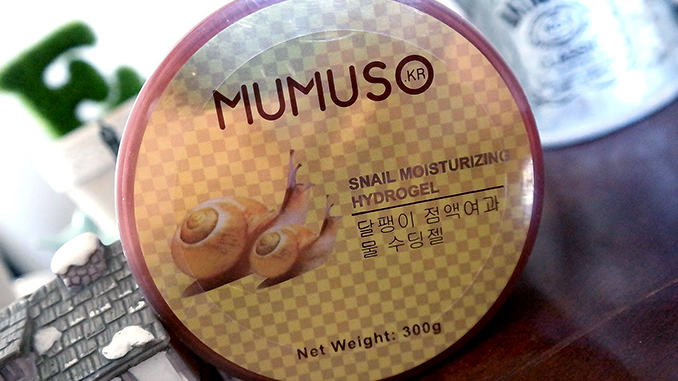 MUMUSO.KR
SNAIL MOISTURIZING
HYDROGEL
달팽이 점액여과
물 수딩젤
Net Weight: 300g